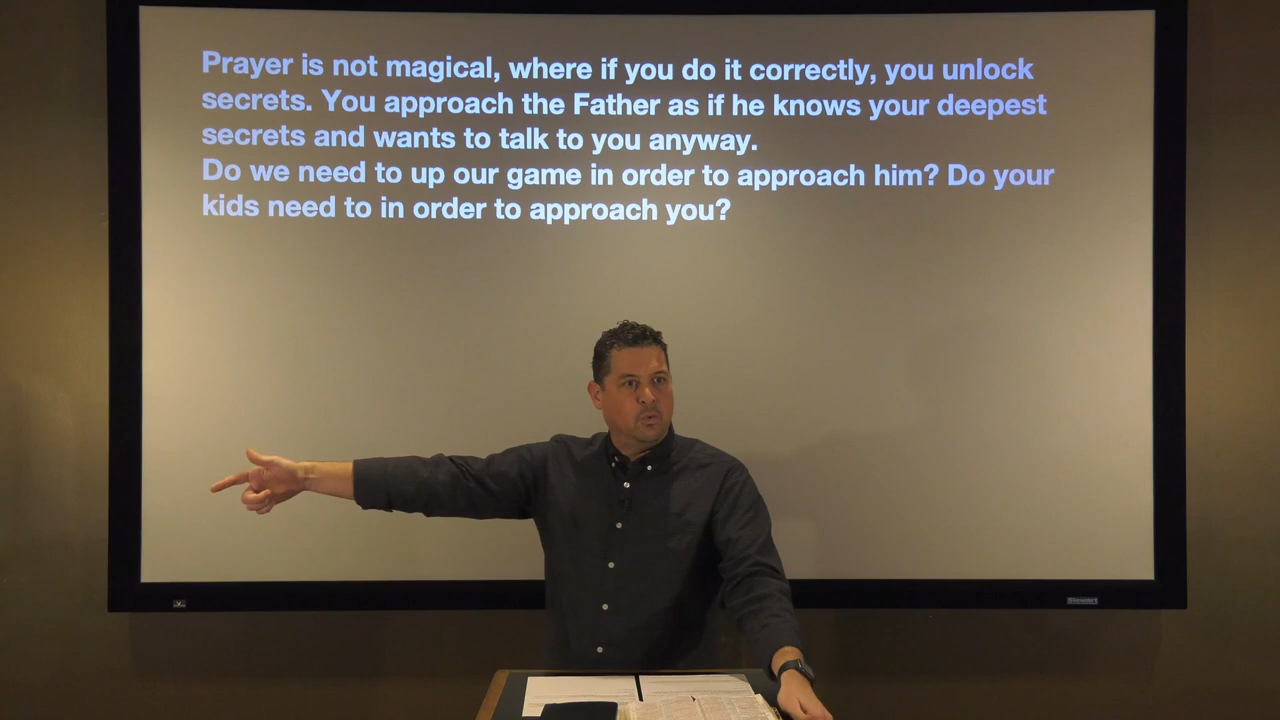 Prayer is not magical, where if you do it correctly, you unlock
secrets. You approach the Father as if he knows your deepest
secrets and wants to talk to you anyway.
Do we need to up our game in order to approach him? Do your
kids need to in order to approach you?